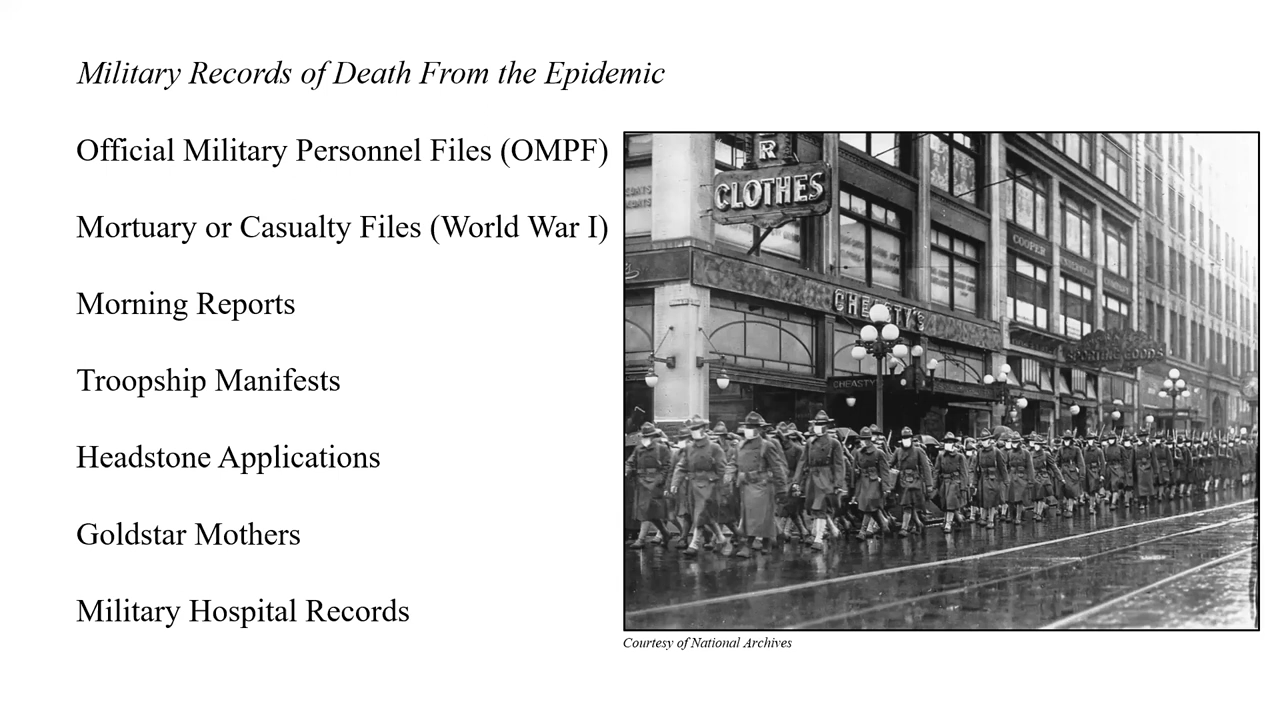 Military Records of Death From the Epidemic
Official Military Personnel Files (OMPF)
Mortuary or Casualty Files (World War I)
Morning Reports
Troopship Manifests
Headstone Applications
Goldstar Mothers
Military Hospital Records
R
CLOTHES
CHEASTY'S
CHEASTY
COOPER
SPORTING GOODS
Courtesy of National Archives